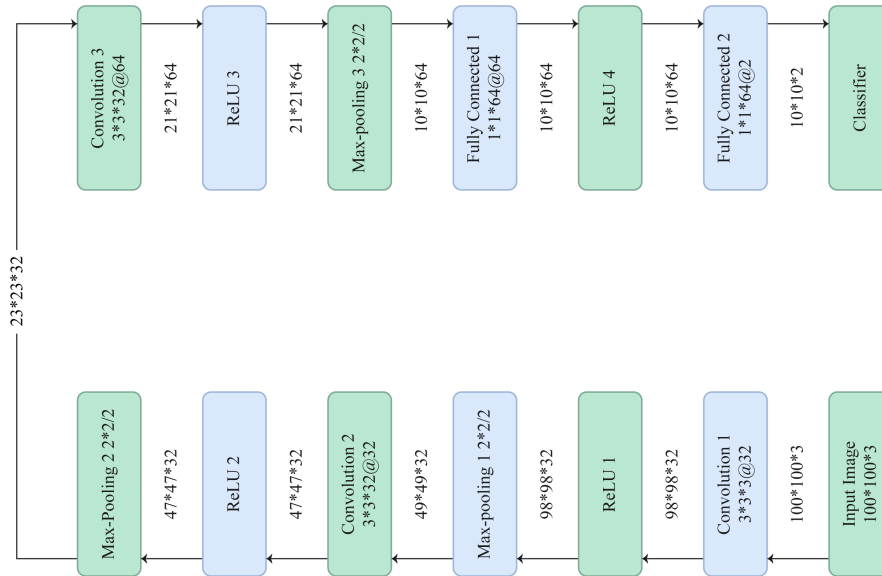 Input Image
100*100*3
100*100*3
Convolution 1
3*3*3@32
98*98*32
ReLU 1
98*98*32
Max-pooling 1 2*2/2
49*49*32
Convolution 2
3*3*32@32
47*47*32
ReLU 2
47*47*32
Max-Pooling 2 2*2/2
23*23*32
Convolution 3
3*3*32@64
21*21*64
ReLU 3
21*21*64
Max-pooling 3 2*2/2
10*10*64
Fully Connected 1
1*1*64@64
10*10*64
ReLU 4
10*10*64
Fully Connected 2
1*1*64@2
10*10*2
Classifier